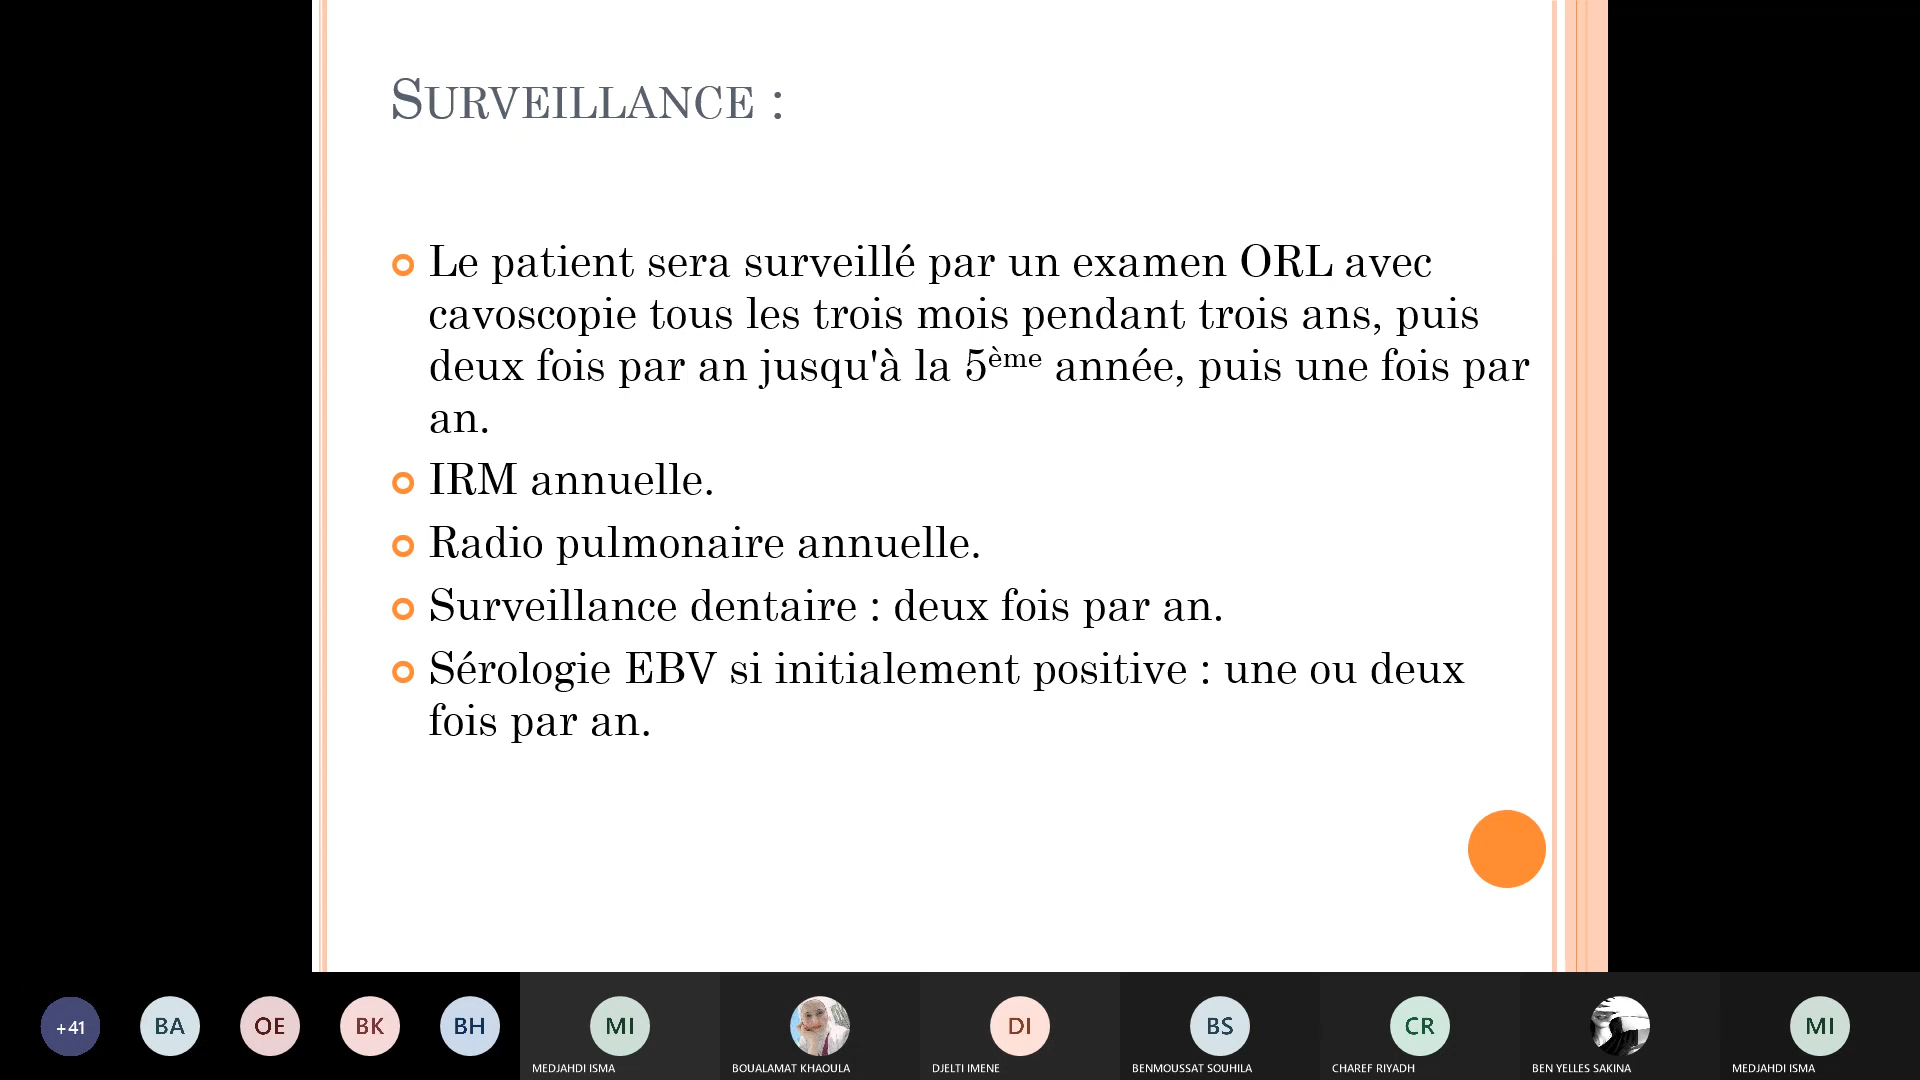 SURVEILLANCE :
Le patient sera surveillé par un examen ORL avec
cavoscopie tous les trois mois pendant trois ans, puis
deux fois par an jusqu'à la 5ème année, puis une fois par
an.
IRM annuelle.
Radio pulmonaire annuelle.
Surveillance dentaire : deux fois par an.
Sérologie EBV si initialement positive : une ou deux
fois par an.
+41 BA OE BK BH MI DI BS CR MI
MEDJAHDI ISMA BOUALAMAT KHAOULA DJELTI IMENE BENMOUSSAT SOUHILA CHAREF RIYADH BEN YELLES SAKINA MEDJAHDI ISMA